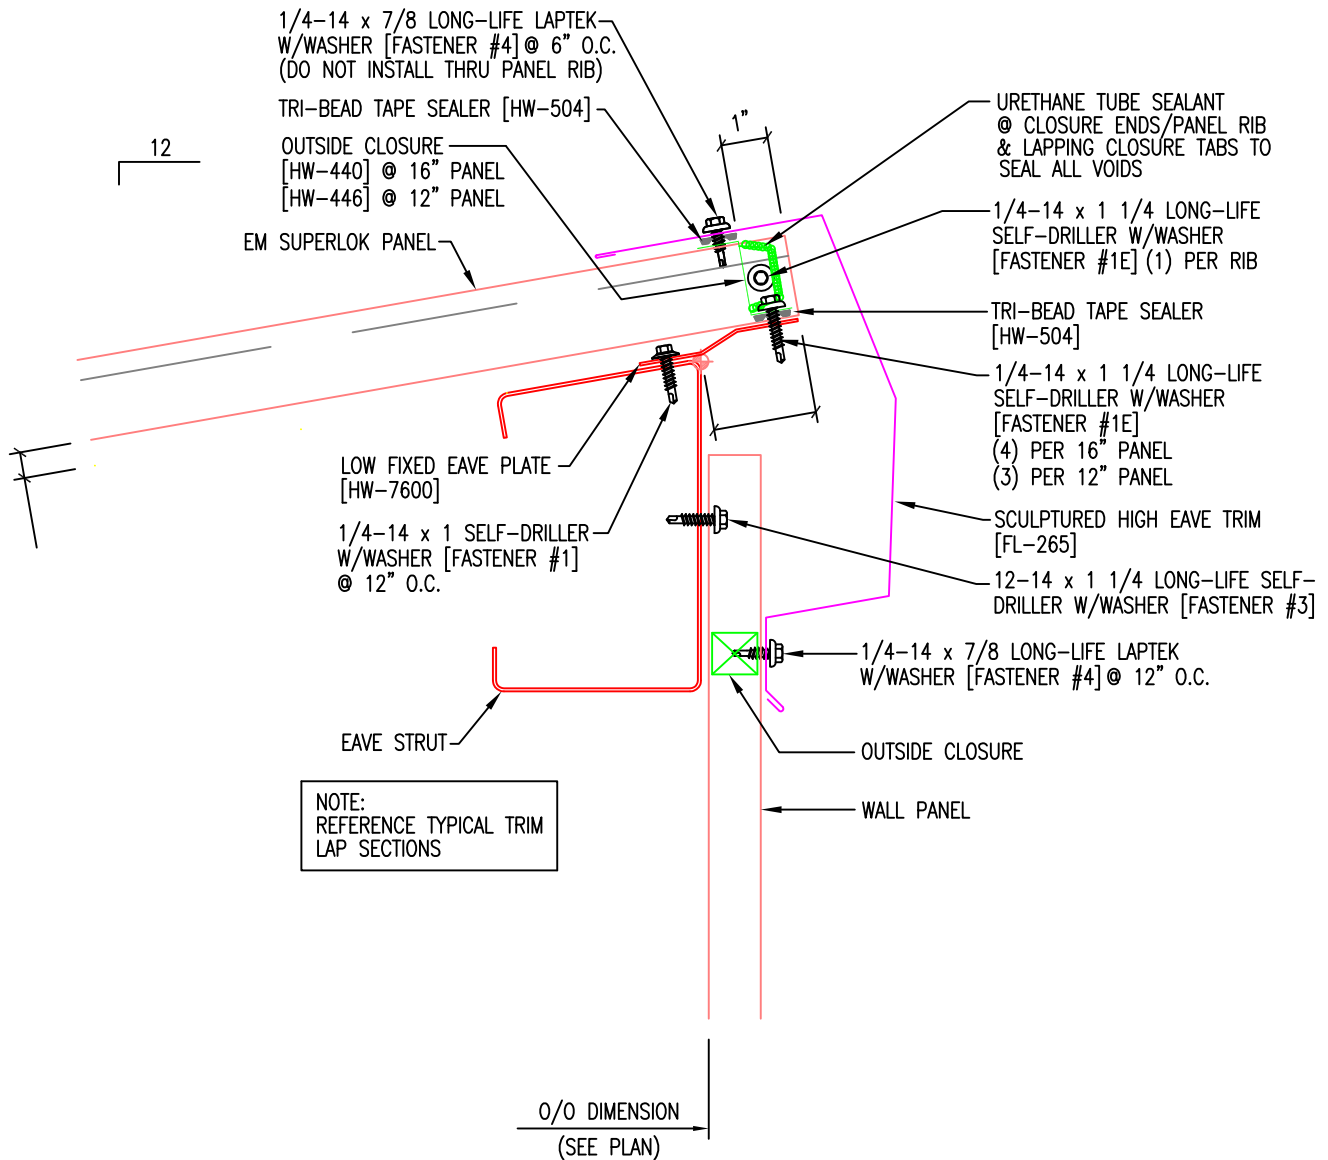 1/4-14 x 7/8 LONG-LIFE LAPTEK
W/WASHER [FASTENER #4] @ 6" O.C.
(DO NOT INSTALL THRU PANEL RIB)
TRI-BEAD TAPE SEALER [HW-504]
OUTSIDE CLOSURE
[HW-440] @ 16" PANEL
[HW-446] @ 12" PANEL
EM SUPERLOK PANEL
12
1"
URETHANE TUBE SEALANT
@ CLOSURE ENDS/PANEL RIB
& LAPPING CLOSURE TABS TO
SEAL ALL VOIDS
1/4-14 x 1 1/4 LONG-LIFE
SELF-DRILLER W/WASHER
[FASTENER #1E] (1) PER RIB
TRI-BEAD TAPE SEALER
[HW-504]
1/4-14 x 1 1/4 LONG-LIFE
SELF-DRILLER W/WASHER
[FASTENER #1E]
(4) PER 16" PANEL
(3) PER 12" PANEL
SCULPTURED HIGH EAVE TRIM
[FL-265]
12-14 x 1 1/4 LONG-LIFE SELF-
DRILLER W/WASHER [FASTENER #3]
1/4-14 x 7/8 LONG-LIFE LAPTEK
W/WASHER [FASTENER #4] @ 12" O.C.
OUTSIDE CLOSURE
WALL PANEL
LOW FIXED EAVE PLATE
[HW-7600]
1/4-14 x 1 SELF-DRILLER
W/WASHER [FASTENER #1]
@ 12" O.C.
EAVE STRUT
NOTE:
REFERENCE TYPICAL TRIM
LAP SECTIONS
O/O DIMENSION
(SEE PLAN)